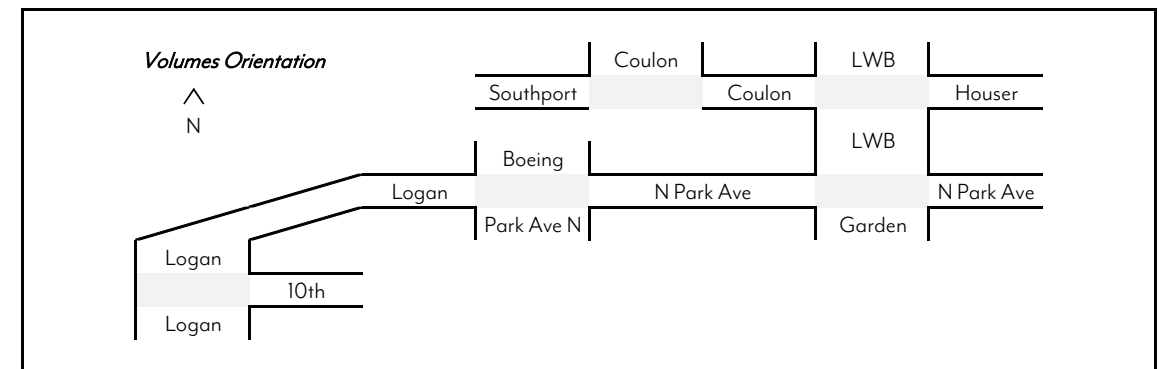 Volumes Orientation
N
Coulon LWB
Southport Coulon Houser
LWB
Boeing
Logan N Park Ave N Park Ave
Park Ave N Garden
Logan
10th
Logan